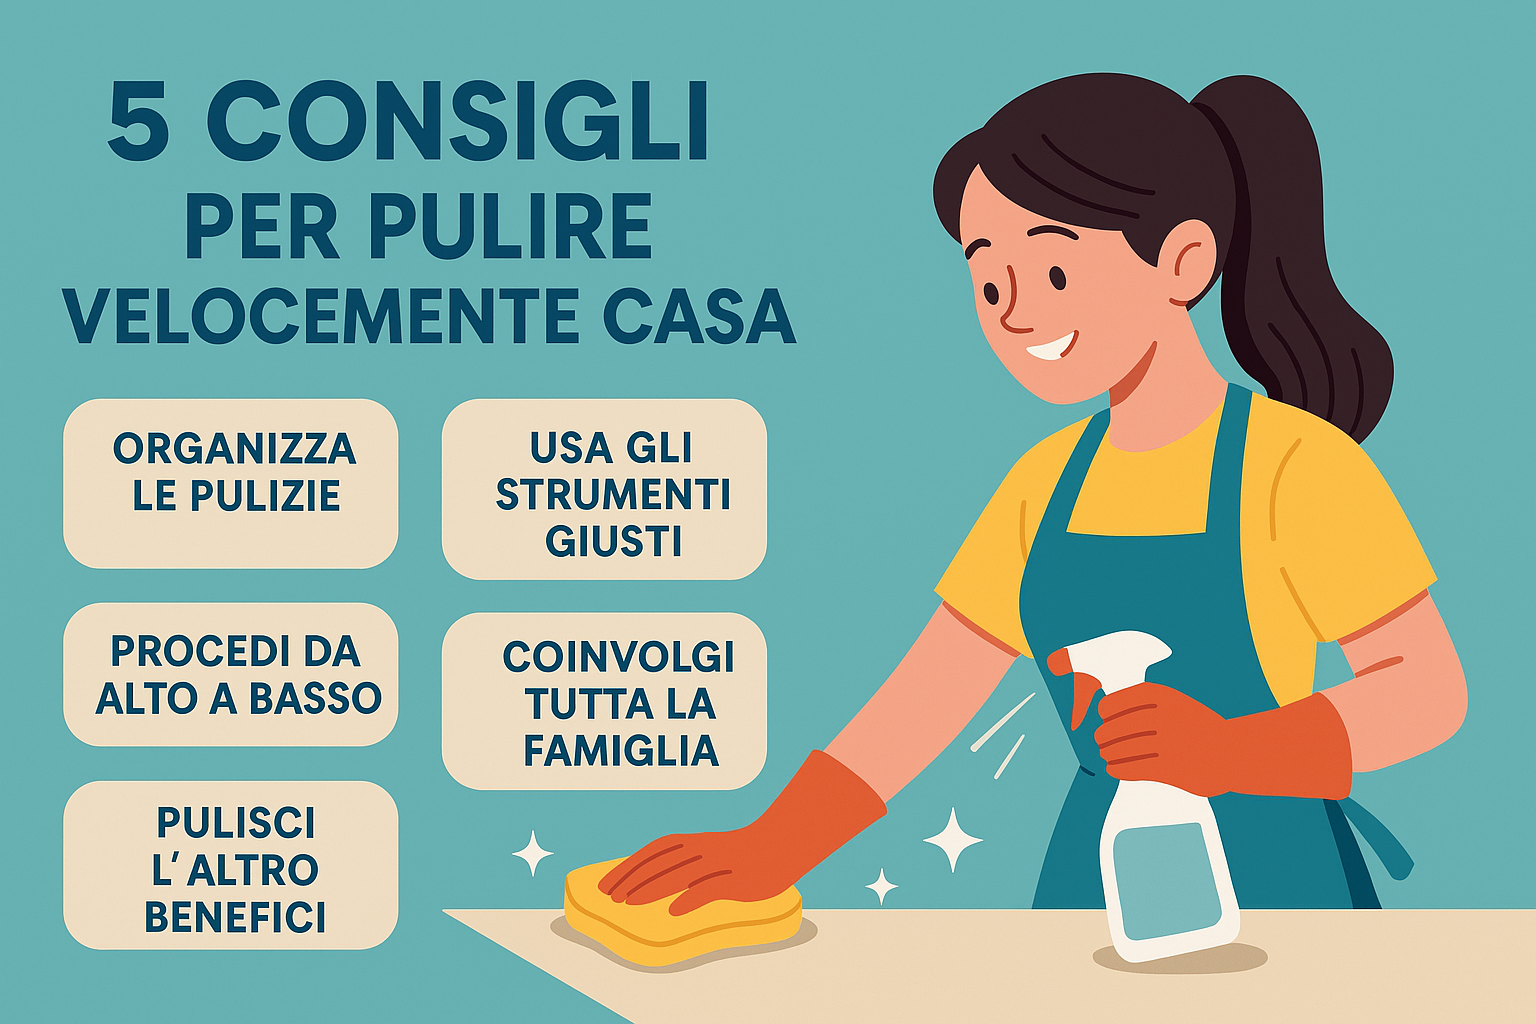 5 CONSIGLI
PER PULIRE
VELOCEMENTE CASA
ORGANIZZA
LE PULIZIE
USA GLI
STRUMENTI
GIUSTI
PROCEDI DA
ALTO A BASSO
COINVOLGI
TUTTA LA
FAMIGLIA
PULISCI
L'ALTRO
BENEFICI